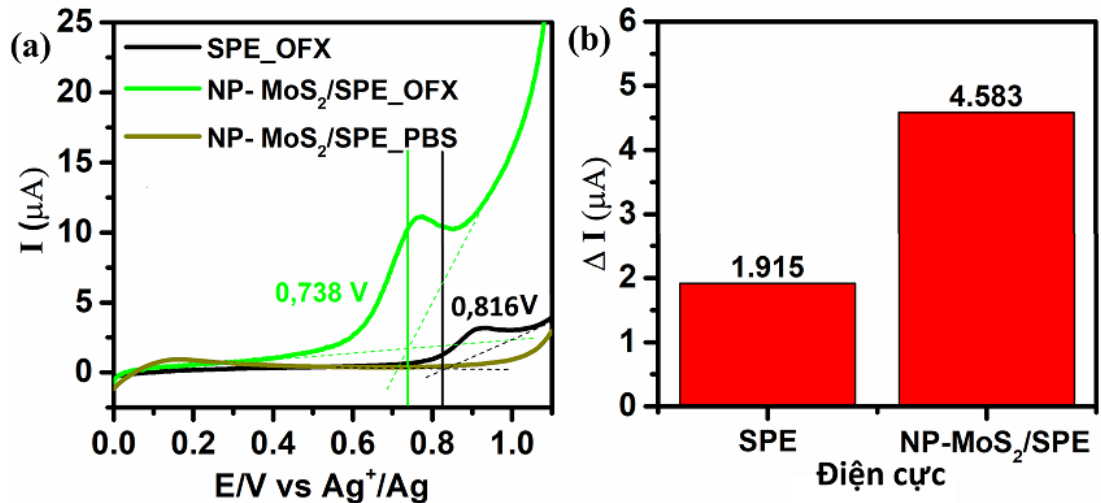 (a)
I (µA)
25
20
15
10
5
0
SPE_OFX
NP- MoS₂/SPE_OFX
NP- MoS₂/SPE_PBS
0,738 V
0,816V
0.0 0.2 0.4 0.6 0.8 1.0
E/V vs Ag⁺/Ag
(b)
Δ I (µA)
6
5
4
3
2
1
0
1.915
4.583
SPE NP-MoS₂/SPE
Điện cực